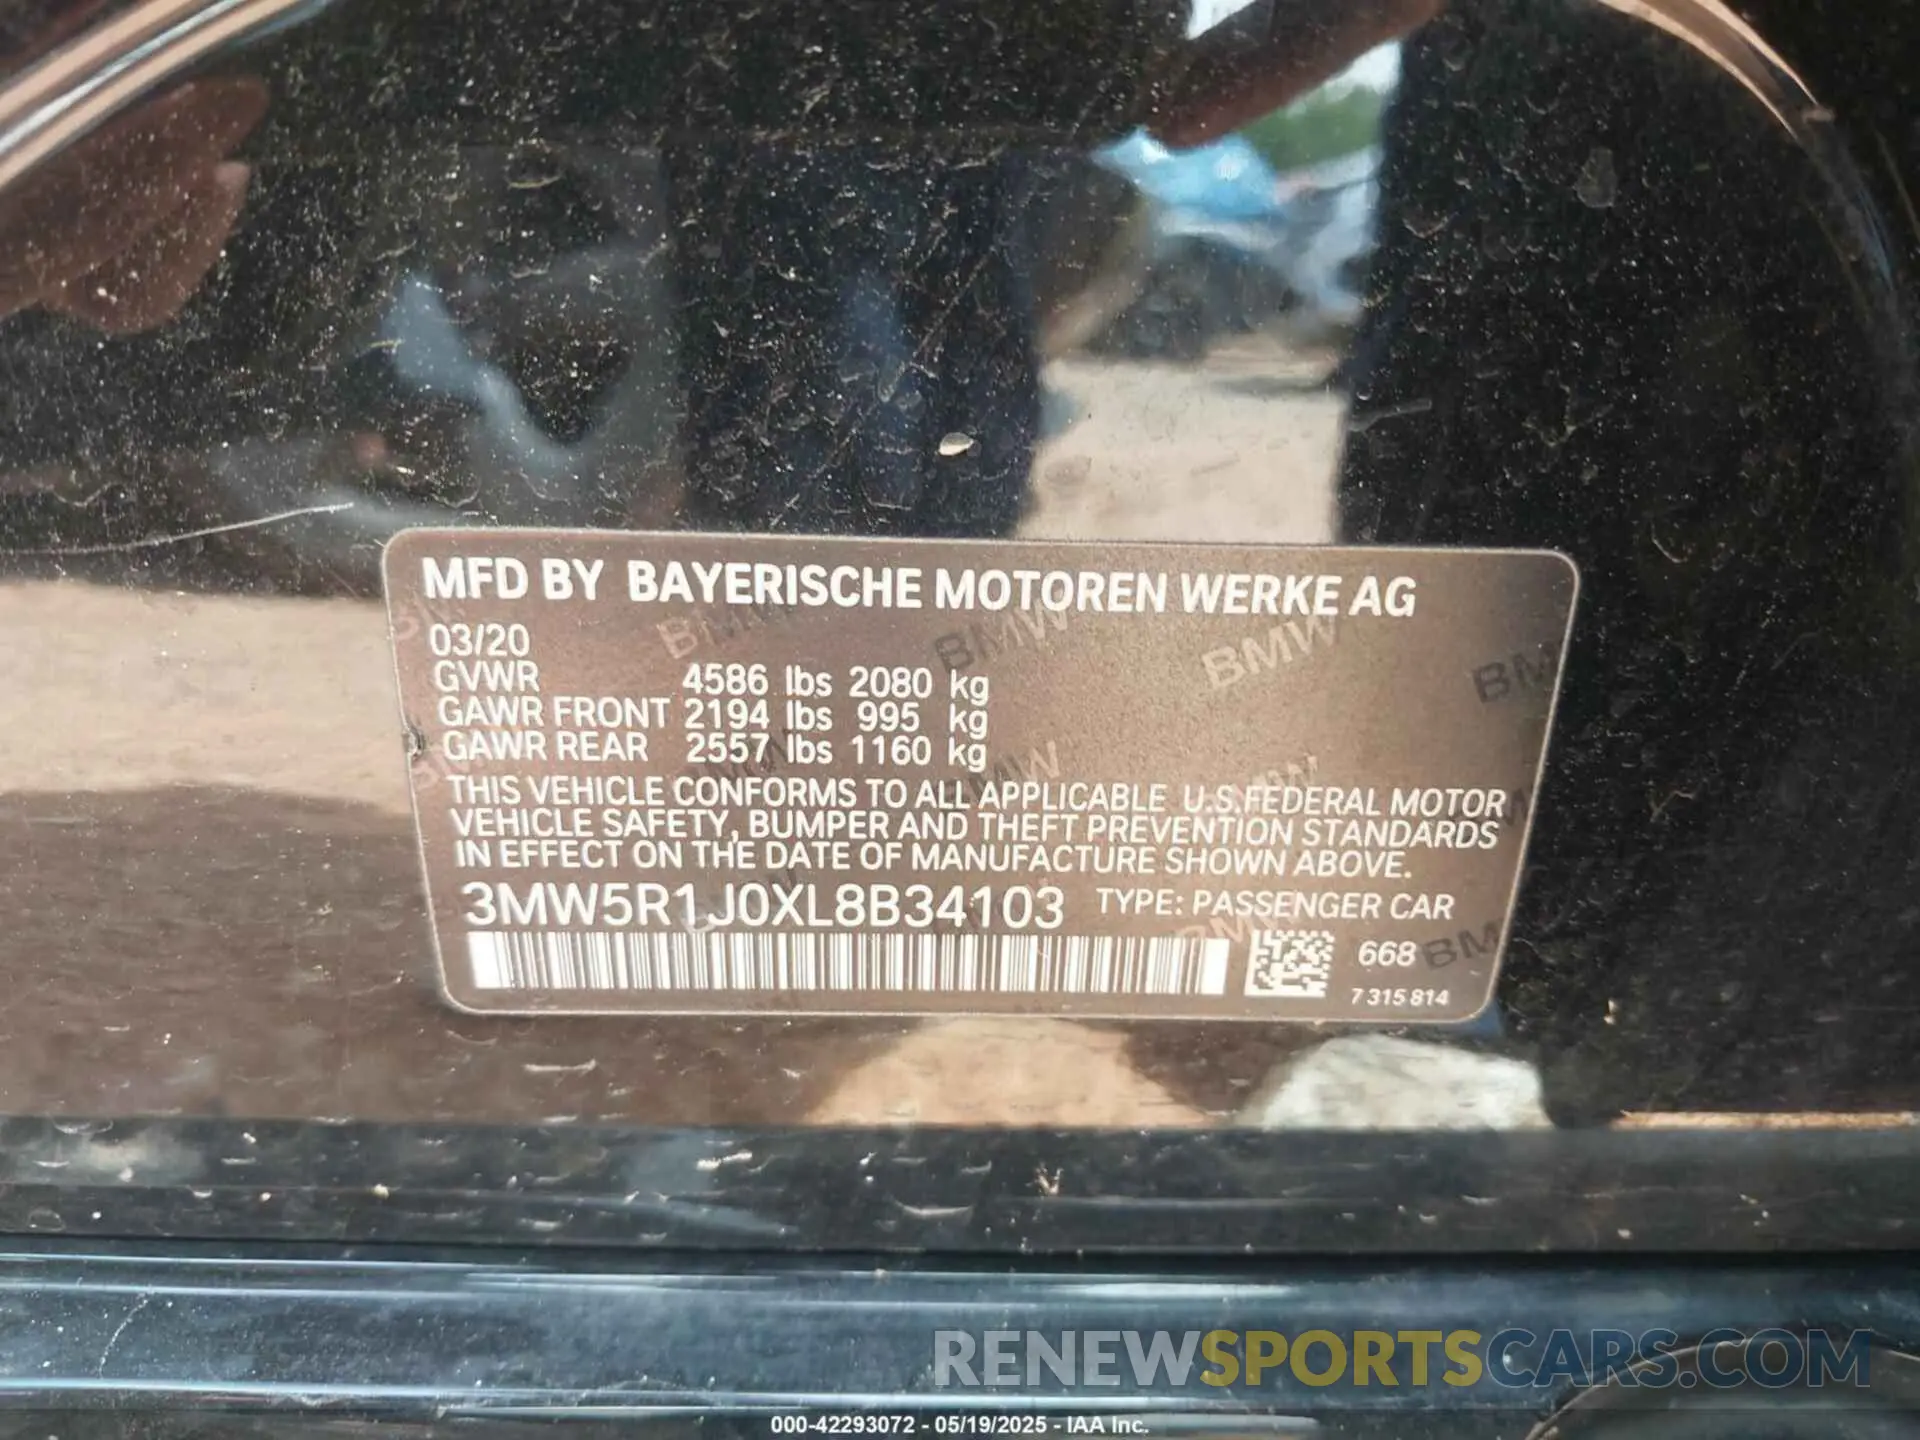 MFD BY BAYERISCHE MOTOREN WERKE AG
03/20
GVWR 4586 lbs 2080 kg
GAWR FRONT 2194 lbs 995 kg
GAWR REAR 2557 lbs 1160 kg
THIS VEHICLE CONFORMS TO ALL APPLICABLE U.S.FEDERAL MOTOR
VEHICLE SAFETY, BUMPER AND THEFT PREVENTION STANDARDS
IN EFFECT ON THE DATE OF MANUFACTURE SHOWN ABOVE.
3MW5R1J0XL8B34103 TYPE: PASSENGER CAR
668
7 315 814
RENEWSPORTSCARS.COM
000-42293072 - 05/19/2025 - IAA Inc.